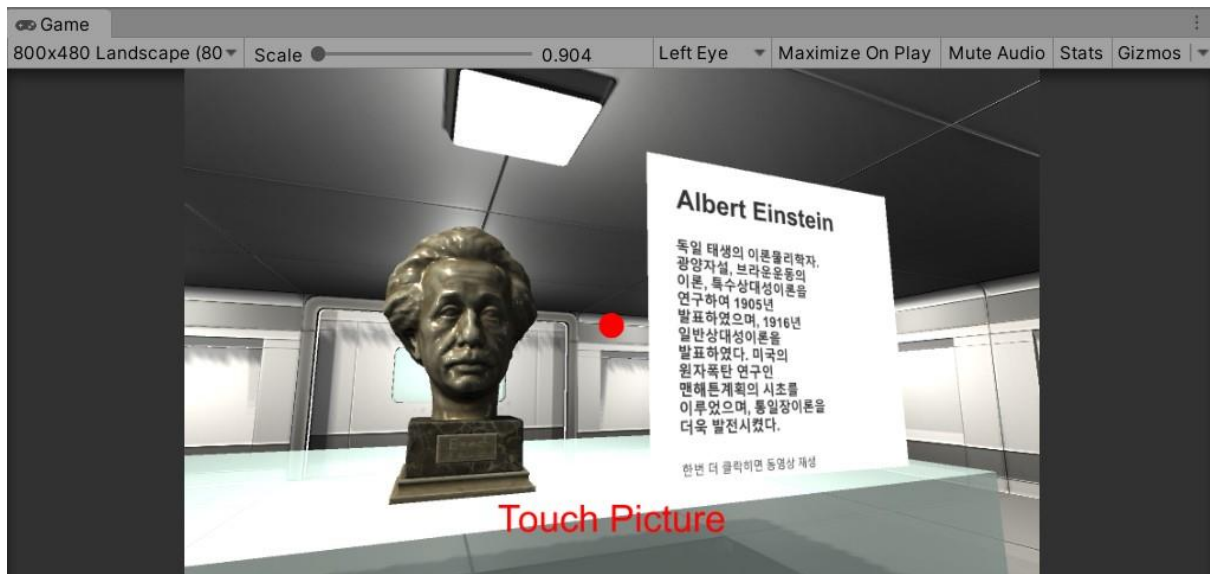 Game
800x480 Landscape (80 Scale 0.904 Left Eye Maximize On Play Mute Audio Stats Gizmos
Albert Einstein
독일 태생의 이론물리학자.
광양자설, 브라운운동의
이론, 특수상대성이론을
연구하여 1905년
발표하였으며, 1916년
일반상대성이론을
발표하였다. 미국의
원자폭탄 연구인
맨해튼계획의 시초를
이루었으며, 통일장이론을
더욱 발전시켰다.
한번 더 클락히면 동영상 재생
Touch Picture